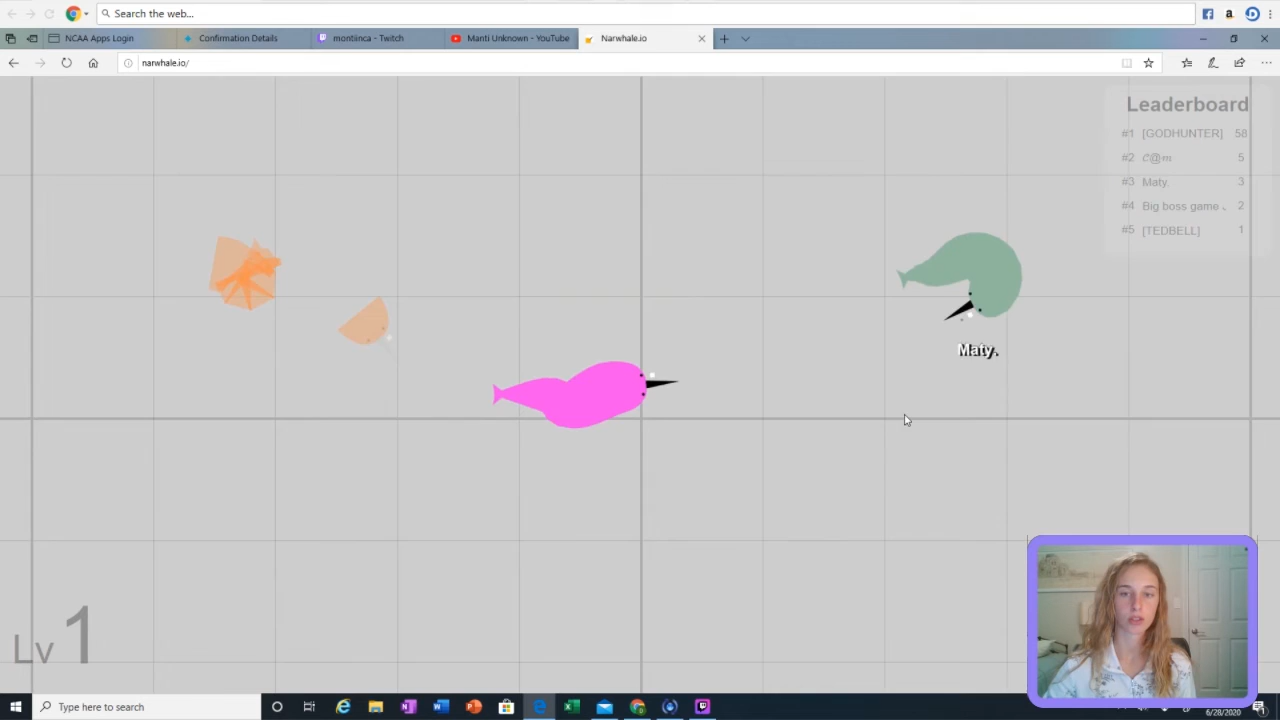 Search the web...
NCAA Apps Login
Confirmation Details
montiinca - Twitch
Manti Unknown - YouTube
Narwhale.io
narwhale.io/
Leaderboard
#1 [GODHUNTER] 58
#2 𝓒@𝓶 5
#3 Maty. 3
#4 Big boss game 2
#5 [TEDBELL] 1
Maty.
Lv 1
Type here to search
6/28/2020